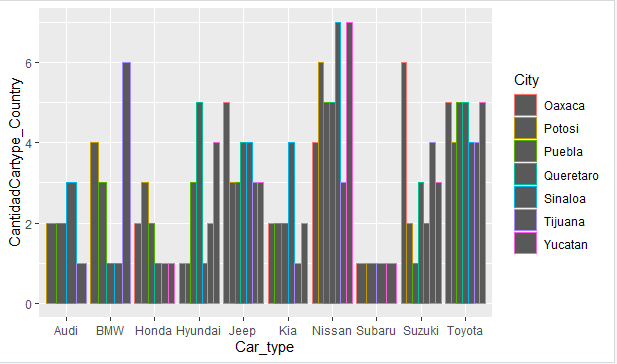 CantidadCartype_Country
6
4
2
0
Audi BMW Honda Hyundai Jeep Kia Nissan Subaru Suzuki Toyota
Car_type
City
Oaxaca
Potosi
Puebla
Queretaro
Sinaloa
Tijuana
Yucatan